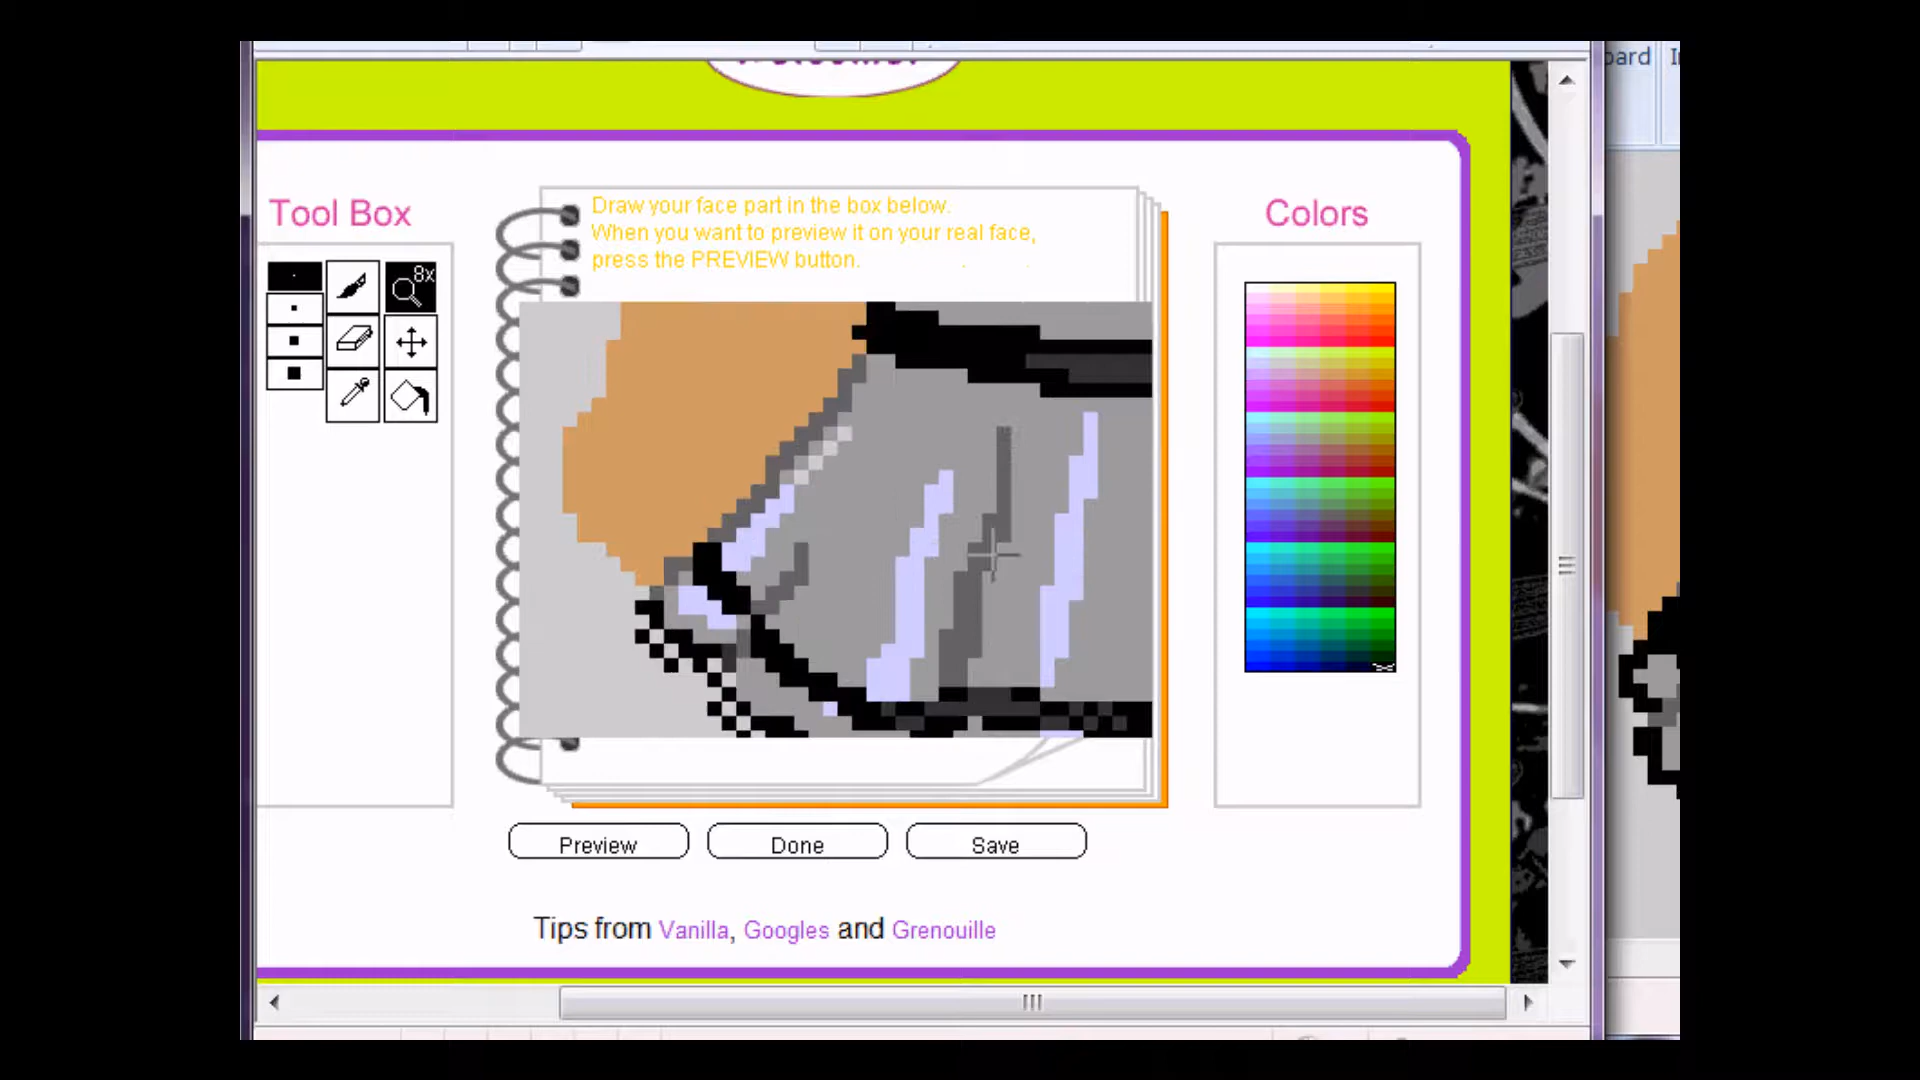 oard
Tool Box
Draw your face part in the box below.
When you want to preview it on your real face,
press the PREVIEW button.
Colors
8x
Preview
Done
Save
Tips from Vanilla, Googles and Grenouille